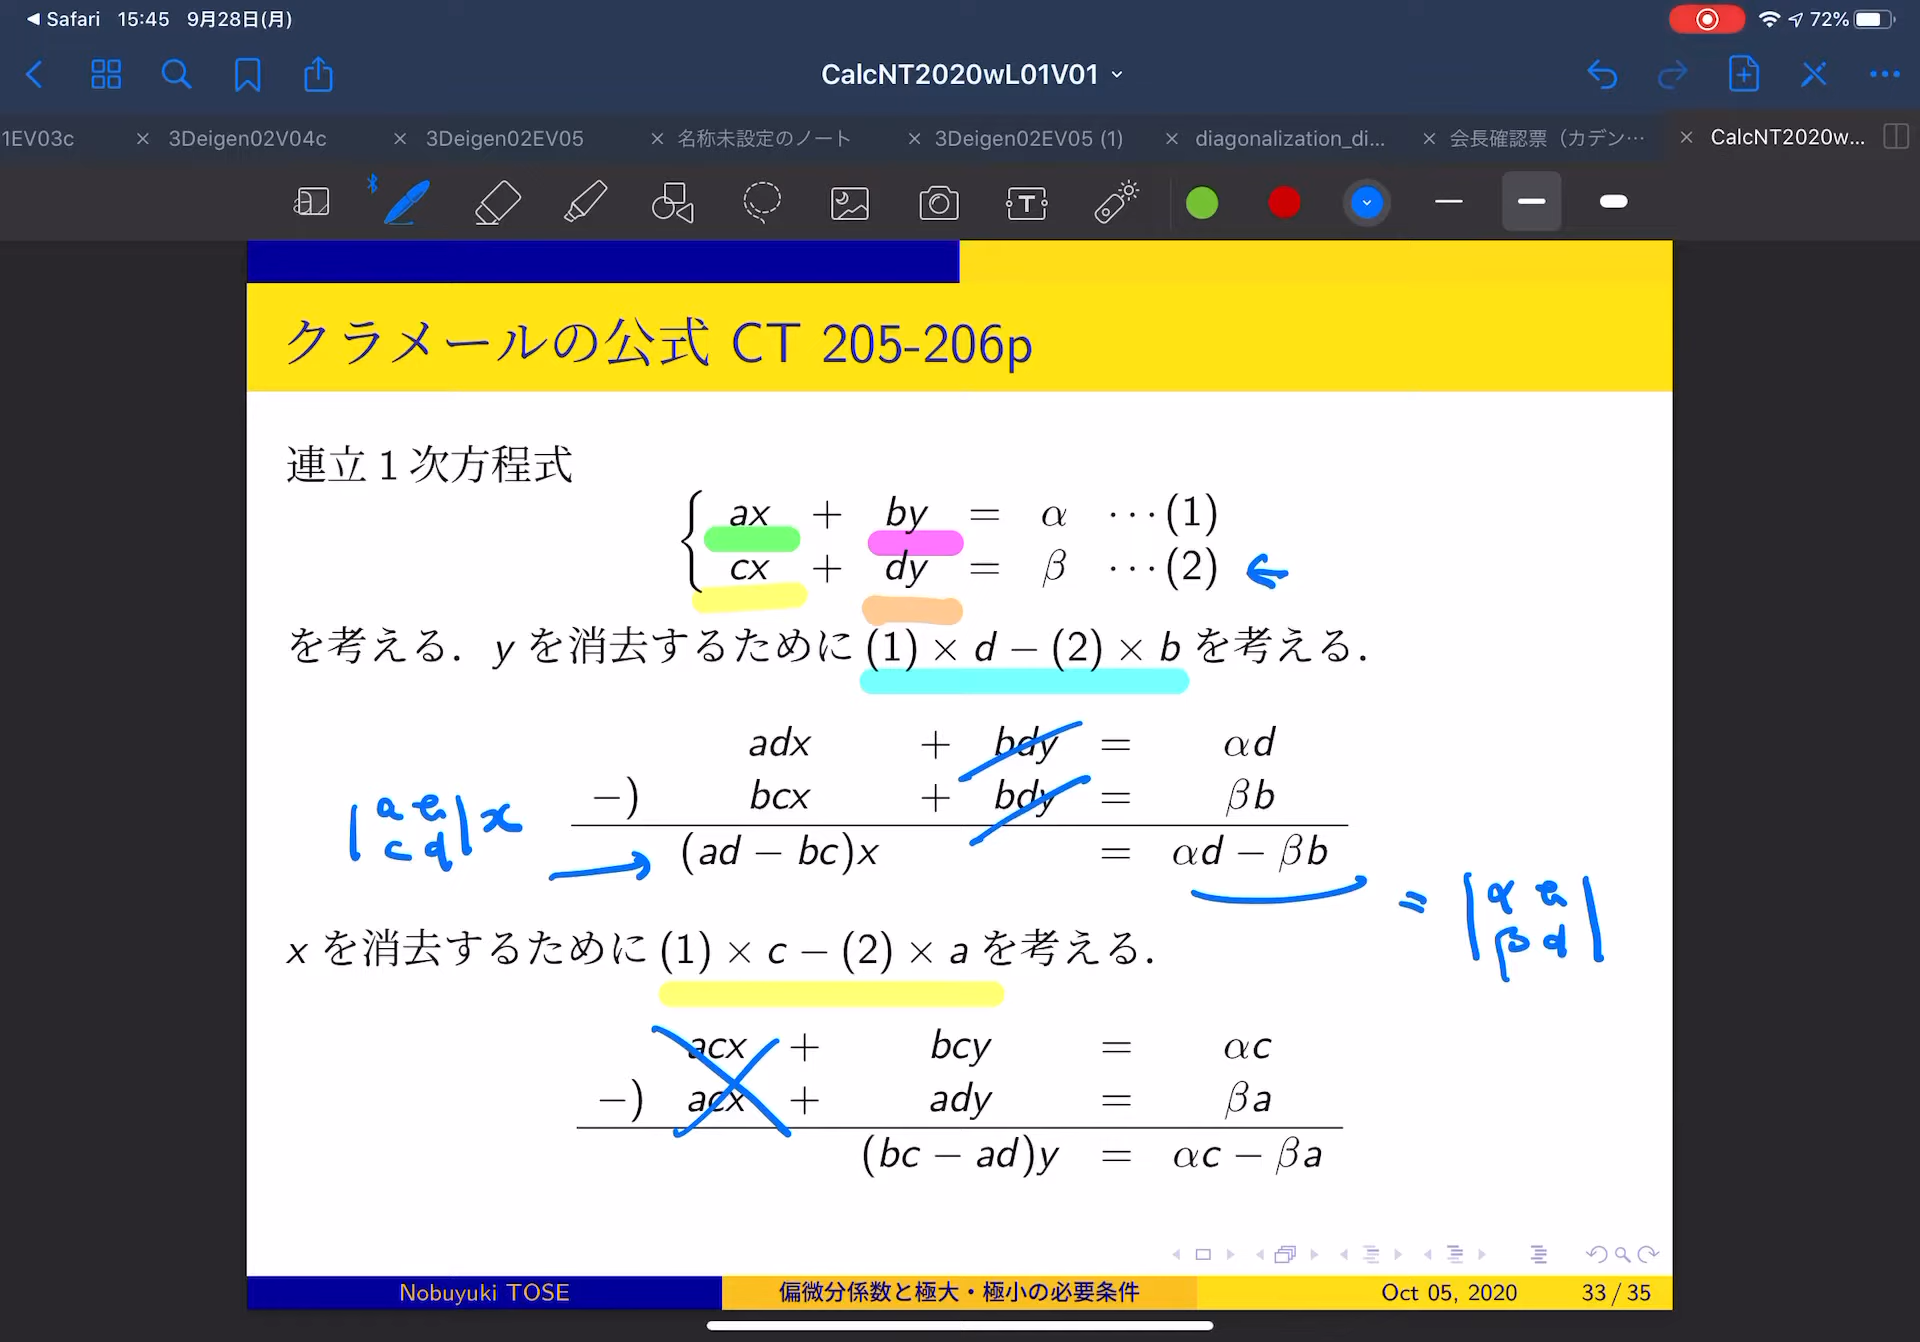 ◀ Safari 15:45 9月28日(月) 72%
CalcNT2020wL01V01
1EV03c × 3Deigen02V04c × 3Deigen02EV05 × 名称未設定のノート × 3Deigen02EV05 (1) × diagonalization_di... × 会長確認票（カデン… × CalcNT2020w...
クラメールの公式 CT 205-206p
連立 1 次方程式
ax + by = α ⋯(1)
cx + dy = β ⋯(2) ←
を考える．y を消去するために (1) × d − (2) × b を考える．
adx + bdy = αd
−) bcx + bdy = βb
(ad − bc)x = αd − βb
|a b| x
|c d|
→
= |α b|
|β d|
x を消去するために (1) × c − (2) × a を考える．
acx + bcy = αc
−) acx + ady = βa
(bc − ad)y = αc − βa
Nobuyuki TOSE 偏微分係数と極大・極小の必要条件 Oct 05, 2020 33 / 35